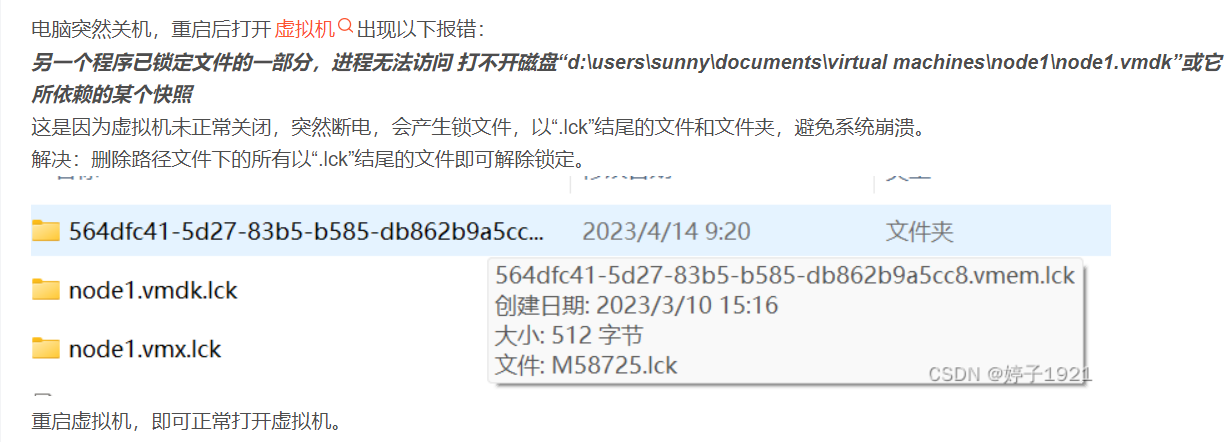 电脑突然关机，重启后打开 虚拟机 出现以下报错：
另一个程序已锁定文件的一部分，进程无法访问 打不开磁盘“d:\users\sunny\documents\virtual machines\node1\node1.vmdk”或它
所依赖的某个快照
这是因为虚拟机未正常关闭，突然断电，会产生锁文件，以“.lck”结尾的文件和文件夹，避免系统崩溃。
解决：删除路径文件下的所有以“.lck”结尾的文件即可解除锁定。
564dfc41-5d27-83b5-b585-db862b9a5cc... 2023/4/14 9:20 文件夹
564dfc41-5d27-83b5-b585-db862b9a5cc8.vmem.lck
node1.vmdk.lck
创建日期: 2023/3/10 15:16
大小: 512 字节
node1.vmx.lck
文件: M58725.lck
CSDN @婷子1921
重启虚拟机，即可正常打开虚拟机。